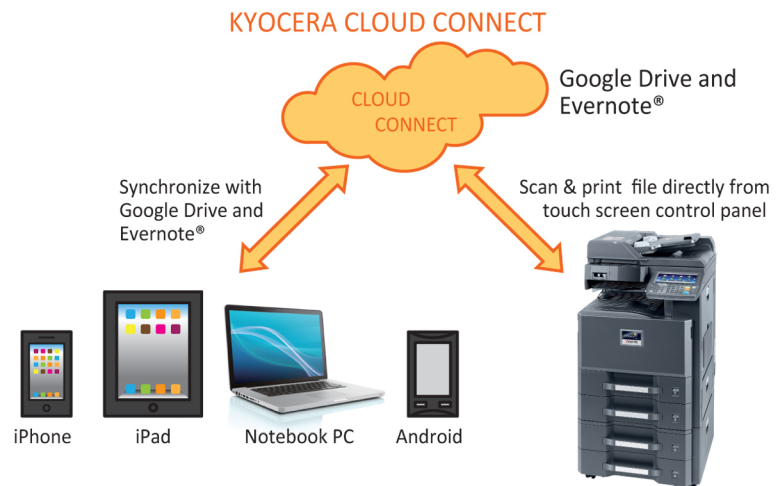 KYOCERA CLOUD CONNECT
CLOUD
CONNECT
Google Drive and
Evernote®
Synchronize with
Google Drive and
Evernote®
Scan & print file directly from
touch screen control panel
iPhone
iPad
Notebook PC
Android